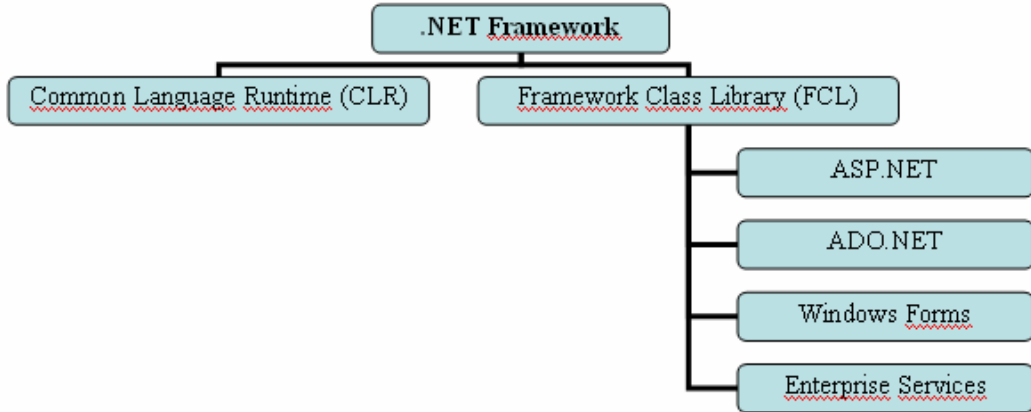 .NET Framework
Common Language Runtime (CLR)
Framework Class Library (FCL)
ASP.NET
ADO.NET
Windows Forms
Enterprise Services